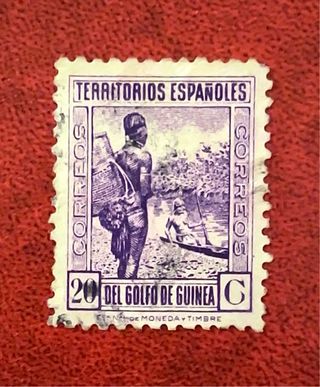 TERRITORIOS ESPAÑOLES
CORREOS
CORREOS
20 DEL GOLFO DE GUINEA C
DE MONEDA Y TIMBRE